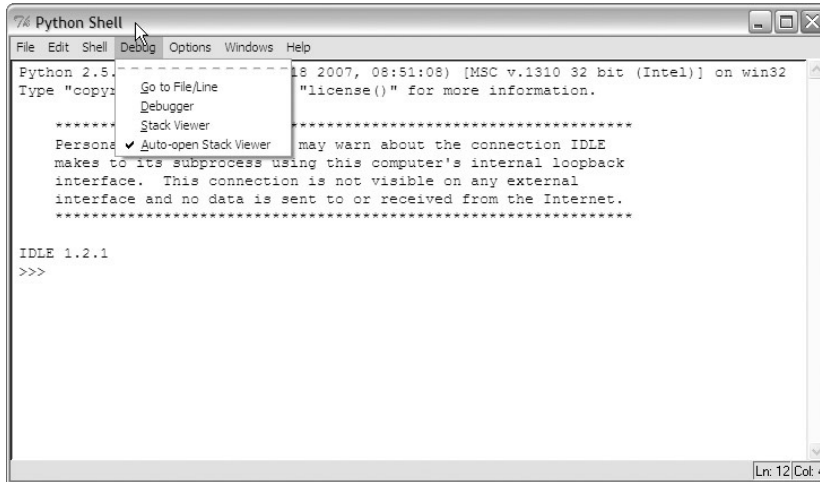 Python Shell
File Edit Shell Debug Options Windows Help
Python 2.5. 18 2007, 08:51:08) [MSC v.1310 32 bit (Intel)] on win32
Type "copyr "license()" for more information.
Go to File/Line
Debugger
Stack Viewer
✔ Auto-open Stack Viewer
****************************************************************
Persona may warn about the connection IDLE
makes to its subprocess using this computer's internal loopback
interface. This connection is not visible on any external
interface and no data is sent to or received from the Internet.
****************************************************************
IDLE 1.2.1
>>>
Ln: 12 Col: 4